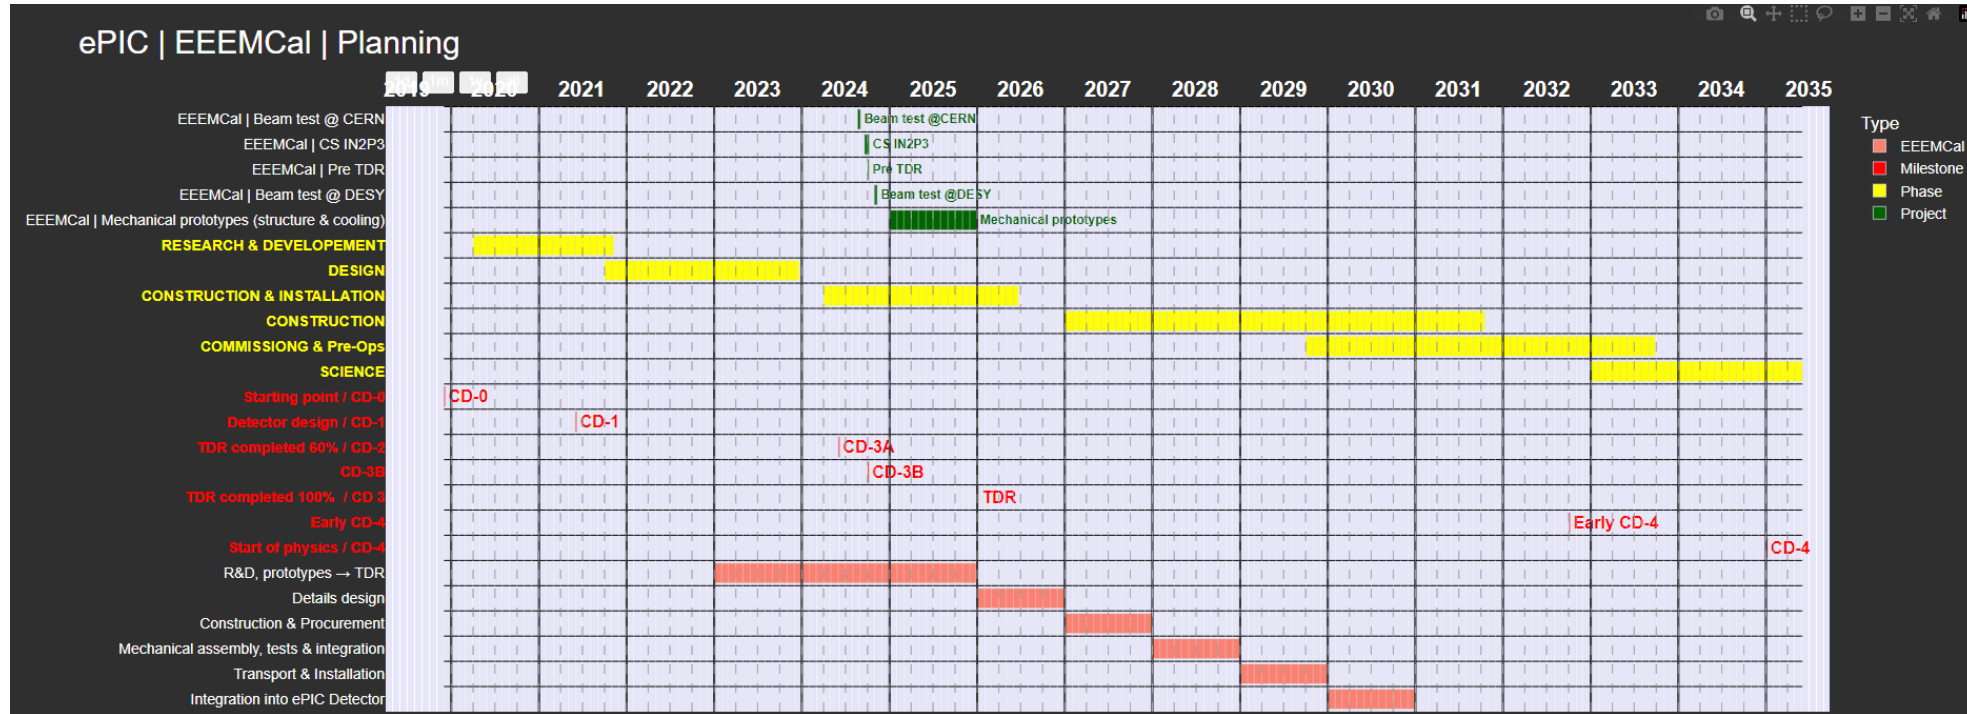 ePIC | EEEMCal | Planning
1m
2019 2020 2021 2022 2023 2024 2025 2026 2027 2028 2029 2030 2031 2032 2033 2034 2035
EEEMCal | Beam test @ CERN
Beam test @CERN
EEEMCal | CS IN2P3
CS IN2P3
EEEMCal | Pre TDR
Pre TDR
EEEMCal | Beam test @ DESY
Beam test @DESY
EEEMCal | Mechanical prototypes (structure & cooling)
Mechanical prototypes
RESEARCH & DEVELOPEMENT
DESIGN
CONSTRUCTION & INSTALLATION
CONSTRUCTION
COMMISSIONG & Pre-Ops
SCIENCE
Starting point / CD-0
CD-0
Detector design / CD-1
CD-1
TDR completed 60% / CD-2
CD-3A
CD-3B
CD-3B
TDR completed 100% / CD 3
TDR
Early CD-4
Early CD-4
Start of physics / CD-4
CD-4
R&D, prototypes → TDR
Details design
Construction & Procurement
Mechanical assembly, tests & integration
Transport & Installation
Integration into ePIC Detector
Type
EEEMCal
Milestone
Phase
Project